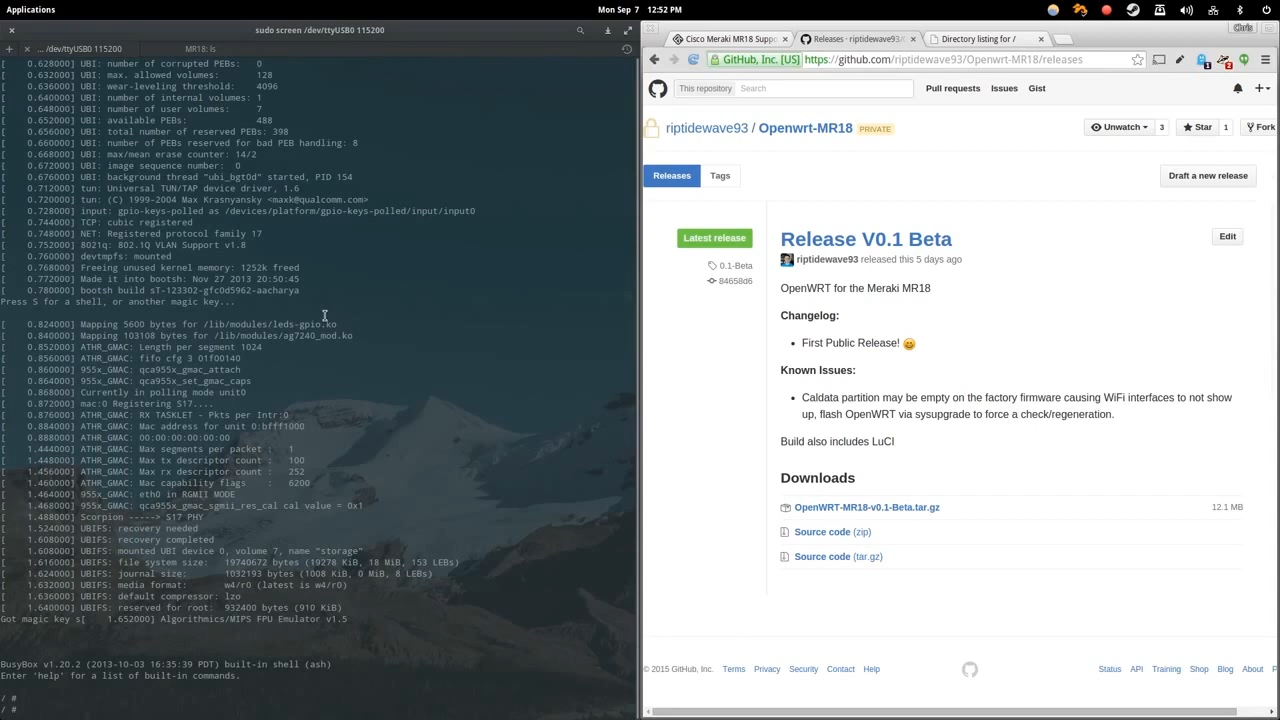 Applications
Mon Sep 7 12:52 PM
sudo screen /dev/ttyUSB0 115200
... /dev/ttyUSB0 115200
MR18: ls
[    0.628000] UBI: number of corrupted PEBs:   0
[    0.632000] UBI: max. allowed volumes:       128
[    0.636000] UBI: wear-leveling threshold:    4096
[    0.640000] UBI: number of internal volumes: 1
[    0.648000] UBI: number of user volumes:     7
[    0.652000] UBI: available PEBs:             488
[    0.656000] UBI: total number of reserved PEBs: 398
[    0.660000] UBI: number of PEBs reserved for bad PEB handling: 8
[    0.668000] UBI: max/mean erase counter: 14/2
[    0.672000] UBI: image sequence number:  0
[    0.676000] UBI: background thread "ubi_bgt0d" started, PID 154
[    0.712000] tun: Universal TUN/TAP device driver, 1.6
[    0.720000] tun: (C) 1999-2004 Max Krasnyansky <maxk@qualcomm.com>
[    0.728000] input: gpio-keys-polled as /devices/platform/gpio-keys-polled/input/input0
[    0.744000] TCP: cubic registered
[    0.748000] NET: Registered protocol family 17
[    0.752000] 8021q: 802.1Q VLAN Support v1.8
[    0.760000] devtmpfs: mounted
[    0.768000] Freeing unused kernel memory: 1252k freed
[    0.772000] Made it into bootsh: Nov 27 2013 20:50:45
[    0.780000] bootsh build sT-122302-gfc0d5962-aacharya
Press S for a shell, or another magic key...
[    0.824000] Mapping 5600 bytes for /lib/modules/leds-gpio.ko
[    0.840000] Mapping 103108 bytes for /lib/modules/ag7240_mod.ko
[    0.852000] ATHR_GMAC: Length per segment 1024
[    0.856000] ATHR_GMAC: fifo cfg 3 01f00140
[    0.860000] 955x_GMAC: qca955x_gmac_attach
[    0.864000] 955x_GMAC: qca955x_set_gmac_caps
[    0.868000] Currently in polling mode unit0
[    0.872000] mac:0 Registering S17....
[    0.876000] ATHR_GMAC: RX TASKLET - Pkts per Intr:0
[    0.884000] ATHR_GMAC: Mac address for unit 0:bfff1000
[    0.888000] ATHR_GMAC: 00:00:00:00:00:00
[    1.444000] ATHR_GMAC: Max segments per packet :   1
[    1.448000] ATHR_GMAC: Max tx descriptor count :   100
[    1.456000] ATHR_GMAC: Max rx descriptor count :   252
[    1.460000] ATHR_GMAC: Mac capability flags    :   6200
[    1.464000] 955x_GMAC: eth0 in RGMII MODE
[    1.468000] 955x_GMAC: qca955x_gmac_sgmii_res_cal cal value = 0x1
[    1.488000] Scorpion -----> S17 PHY
[    1.524000] UBIFS: recovery needed
[    1.608000] UBIFS: recovery completed
[    1.608000] UBIFS: mounted UBI device 0, volume 7, name "storage"
[    1.616000] UBIFS: file system size:   19740672 bytes (19278 KiB, 18 MiB, 153 LEBs)
[    1.624000] UBIFS: journal size:       1032193 bytes (1008 KiB, 0 MiB, 8 LEBs)
[    1.632000] UBIFS: media format:       w4/r0 (latest is w4/r0)
[    1.636000] UBIFS: default compressor: lzo
[    1.640000] UBIFS: reserved for root:  932400 bytes (910 KiB)
Got magic key s[    1.652000] Algorithmics/MIPS FPU Emulator v1.5
BusyBox v1.20.2 (2013-10-03 16:35:39 PDT) built-in shell (ash)
Enter 'help' for a list of built-in commands.
/ #
/ #
Chris
Cisco Meraki MR18 Suppo
Releases · riptidewave93/
Directory listing for /
GitHub, Inc. [US] https://github.com/riptidewave93/Openwrt-MR18/releases
This repository Search
Pull requests Issues Gist
riptidewave93 / Openwrt-MR18 PRIVATE
Unwatch 3 Star 1 Fork
Releases Tags
Draft a new release
Latest release
0.1-Beta
84658d6
Release V0.1 Beta
Edit
riptidewave93 released this 5 days ago
OpenWRT for the Meraki MR18
Changelog:
• First Public Release!
Known Issues:
• Caldata partition may be empty on the factory firmware causing WiFi interfaces to not show
up, flash OpenWRT via sysupgrade to force a check/regeneration.
Build also includes LuCI
Downloads
OpenWRT-MR18-v0.1-Beta.tar.gz 12.1 MB
Source code (zip)
Source code (tar.gz)
© 2015 GitHub, Inc. Terms Privacy Security Contact Help
Status API Training Shop Blog About P